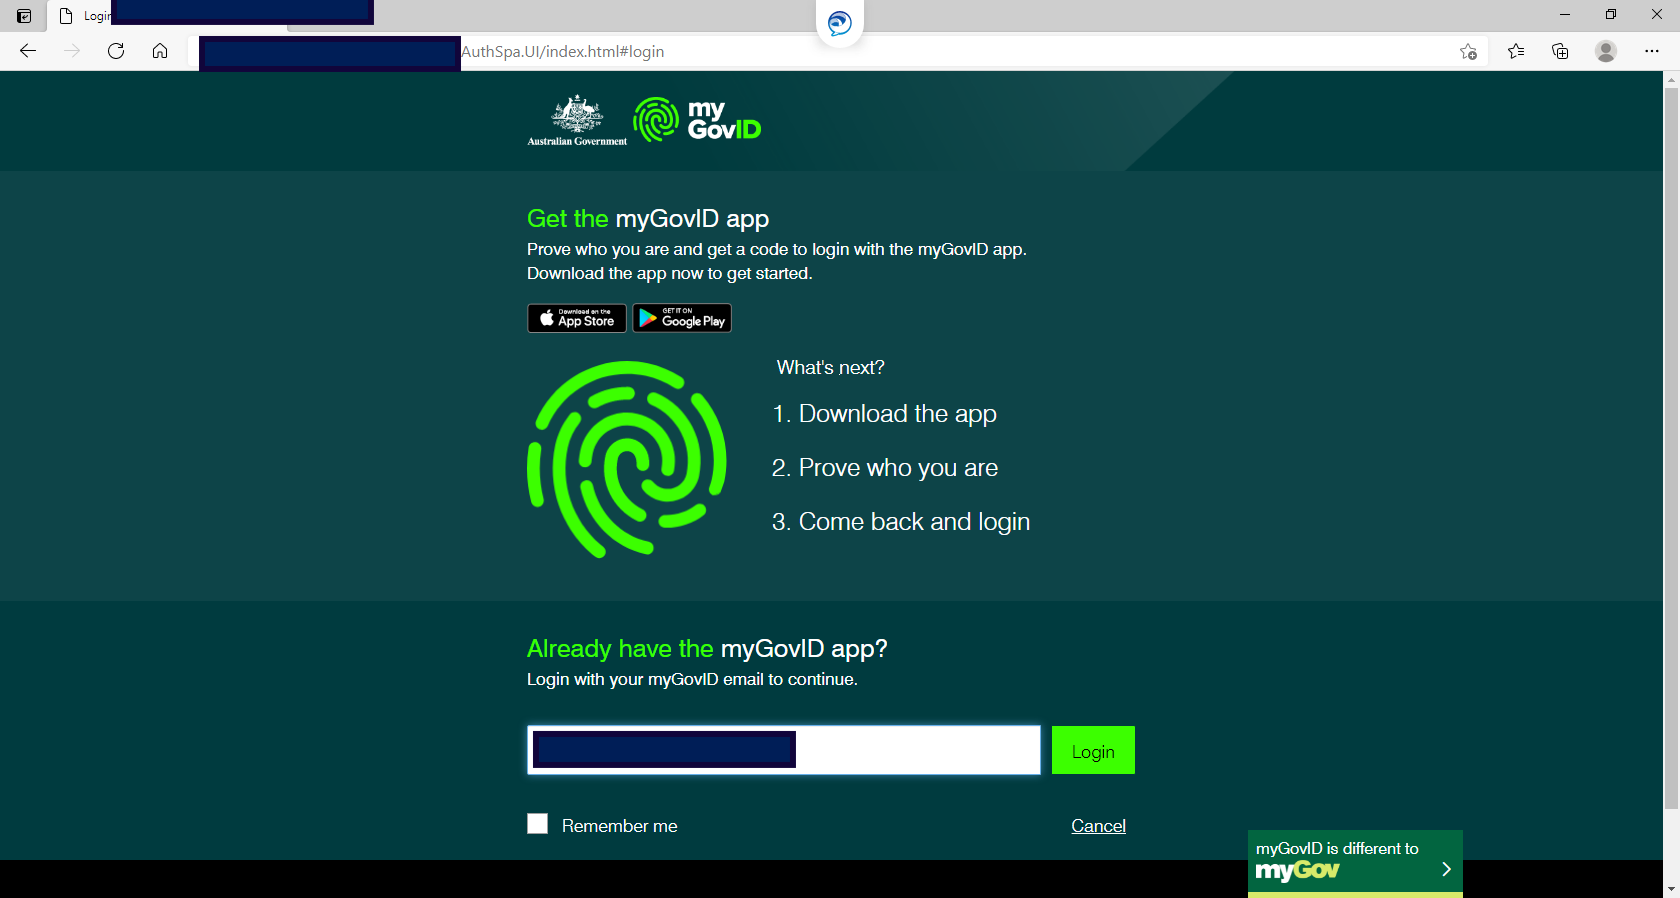 Login
AuthSpa.UI/index.html#login
Australian Government
my
GovID
Get the myGovID app
Prove who you are and get a code to login with the myGovID app.
Download the app now to get started.
Download on the
App Store
GET IT ON
Google Play
What's next?
1. Download the app
2. Prove who you are
3. Come back and login
Already have the myGovID app?
Login with your myGovID email to continue.
Login
Remember me
Cancel
myGovID is different to
myGov